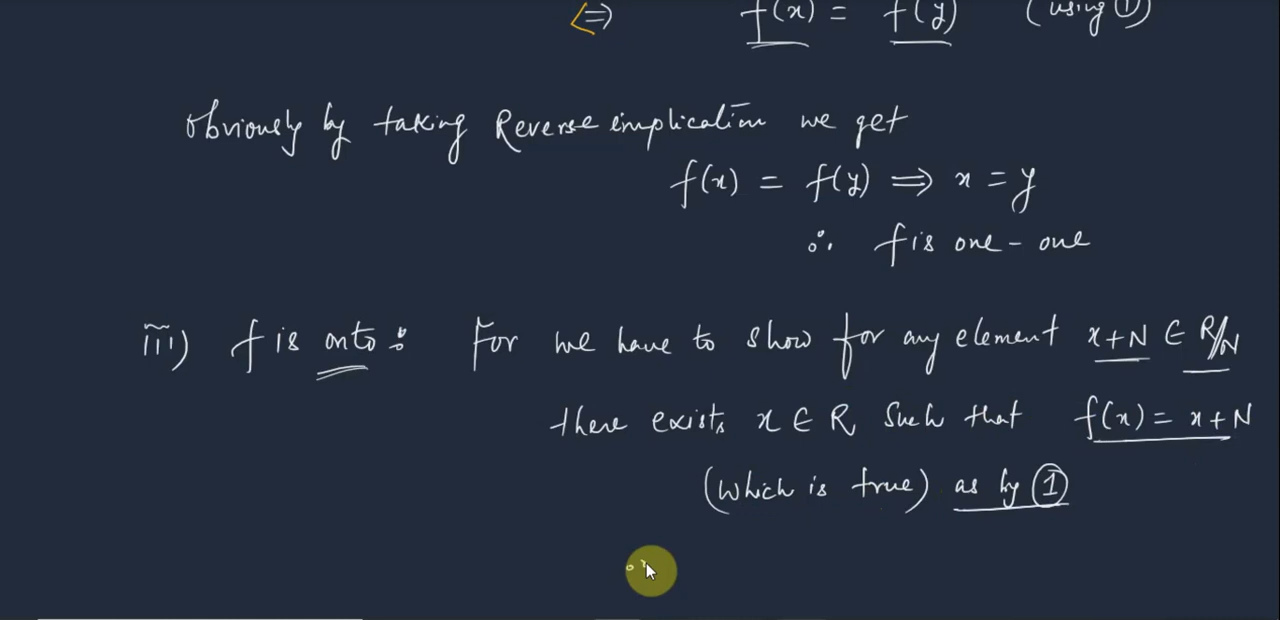 ⇔ f(x) = f(y) (using ①)
Obviously by taking Reverse implication we get
f(x) = f(y) ⟹ x = y
∴ f is one-one
iii) f is onto : For we have to show for any element x+N ∈ R/N
there exists x ∈ R such that f(x) = x+N
(which is true) as by ①